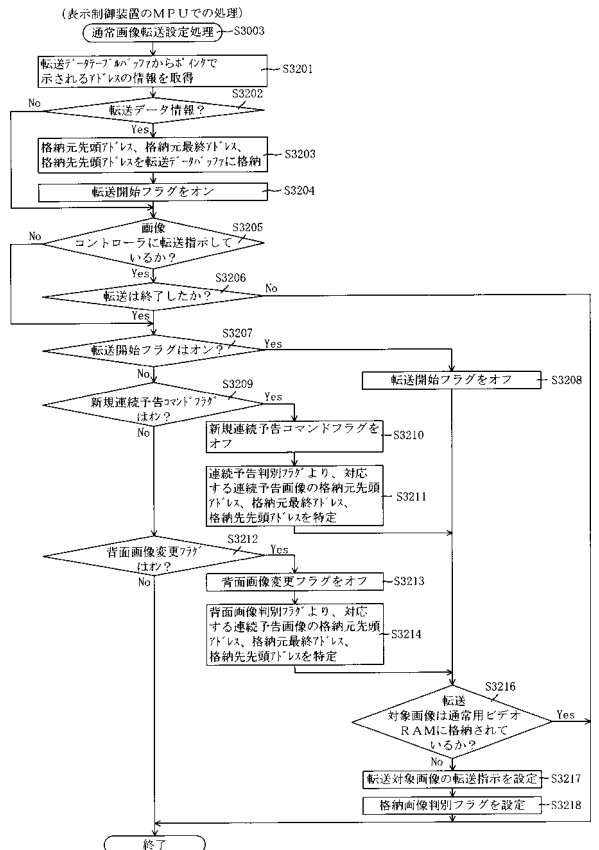 (表示制御装置のMPUでの処理)
通常画像転送設定処理
S3003
転送データテーブルバッファからポインタで
示されるアドレスの情報を取得
S3201
S3202
No
転送データ情報?
Yes
格納元先頭アドレス、格納元最終アドレス、
格納先先頭アドレスを転送データバッファに格納
S3203
転送開始フラグをオン
S3204
S3205
画像
コントローラに転送指示して
いるか?
No
Yes
S3206
転送は終了したか?
No
Yes
S3207
転送開始フラグはオン?
Yes
No
転送開始フラグをオフ
S3208
S3209
新規連続予告コマンドフラグ
はオン?
Yes
No
新規連続予告コマンドフラグを
オフ
S3210
連続予告判別フラグより、対応
する連続予告画像の格納元先頭
アドレス、格納元最終アドレス、
格納先先頭アドレスを特定
S3211
S3212
背面画像変更フラグ
はオン?
Yes
No
背面画像変更フラグをオフ
S3213
背面画像判別フラグより、対応
する連続予告画像の格納元先頭
アドレス、格納元最終アドレス、
格納先先頭アドレスを特定
S3214
S3216
転送
対象画像は通常用ビデオ
RAMに格納されて
いるか?
Yes
No
転送対象画像の転送指示を設定
S3217
格納画像判別フラグを設定
S3218
終了